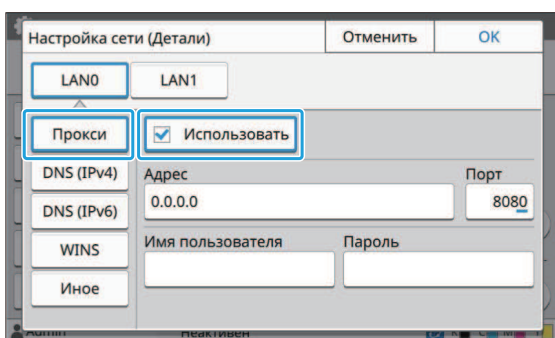 Настройка сети (Детали) Отменить OK
LAN0 LAN1
Прокси Использовать
DNS (IPv4) Адрес Порт
DNS (IPv6) 0.0.0.0 8080
WINS Имя пользователя Пароль
Иное
Admin Неактивен K C M Y